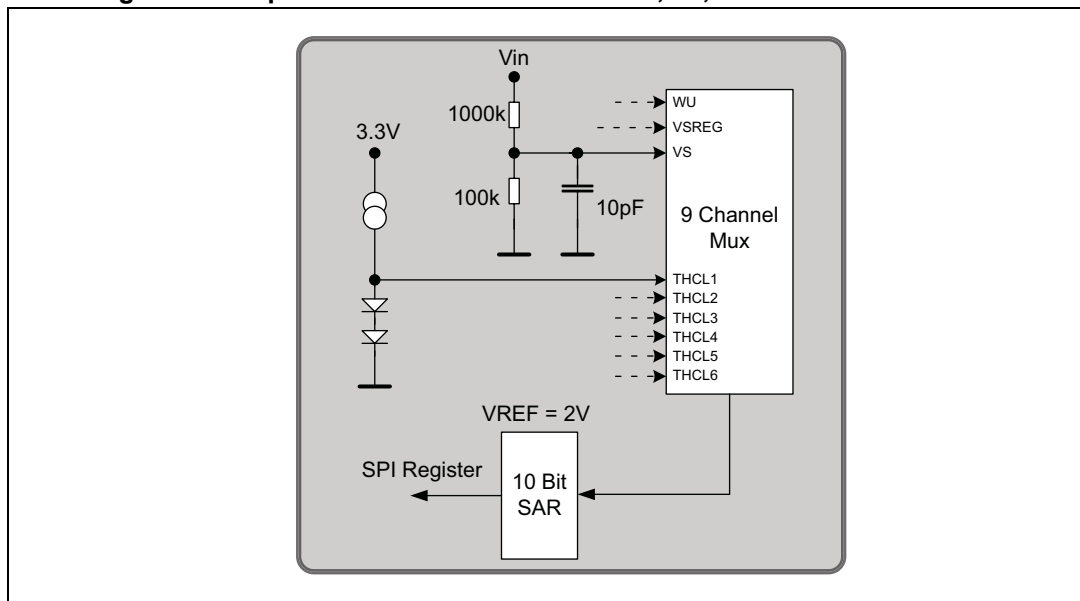 Vin
1000k
3.3V
100k
10pF
WU
VSREG
VS
9 Channel
Mux
THCL1
THCL2
THCL3
THCL4
THCL5
THCL6
VREF = 2V
SPI Register
10 Bit
SAR